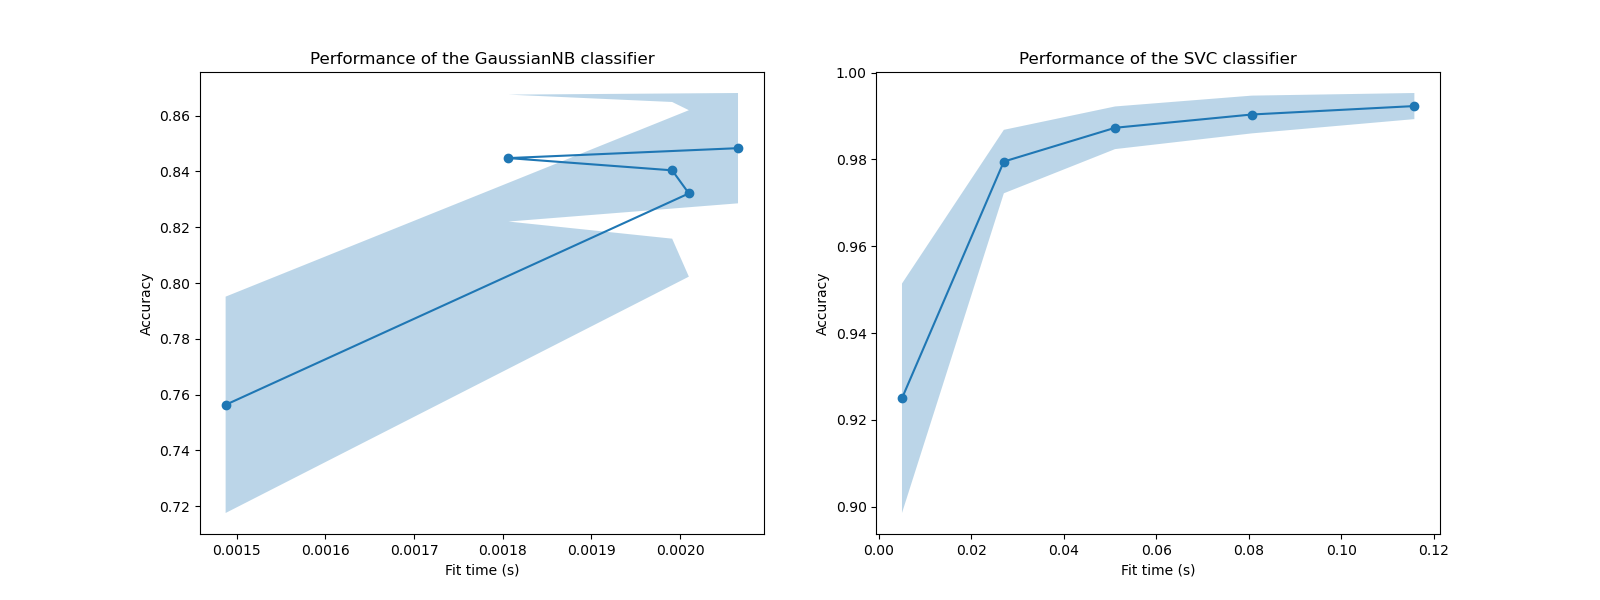 Performance of the GaussianNB classifier
Accuracy
0.86
0.84
0.82
0.80
0.78
0.76
0.74
0.72
0.0015 0.0016 0.0017 0.0018 0.0019 0.0020
Fit time (s)
Performance of the SVC classifier
Accuracy
1.00
0.98
0.96
0.94
0.92
0.90
0.00 0.02 0.04 0.06 0.08 0.10 0.12
Fit time (s)